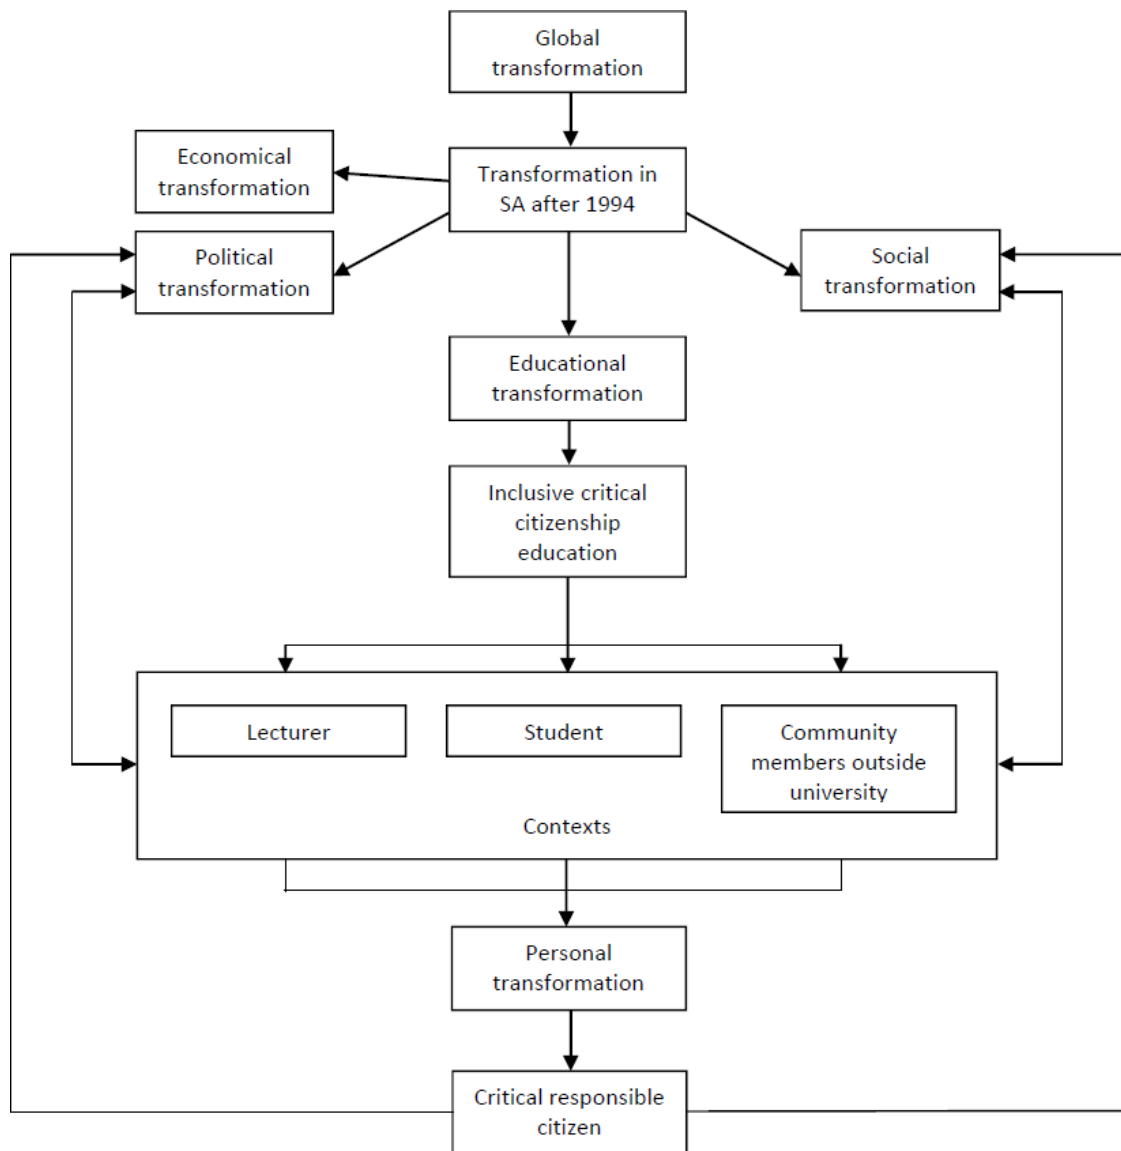 Global
transformation
Economical
transformation
Transformation in
SA after 1994
Political
transformation
Social
transformation
Educational
transformation
Inclusive critical
citizenship
education
Lecturer
Student
Community
members outside
university
Contexts
Personal
transformation
Critical responsible
citizen